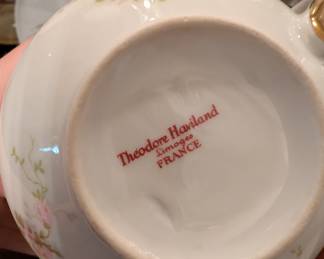 Theodore Haviland
Limoges
FRANCE